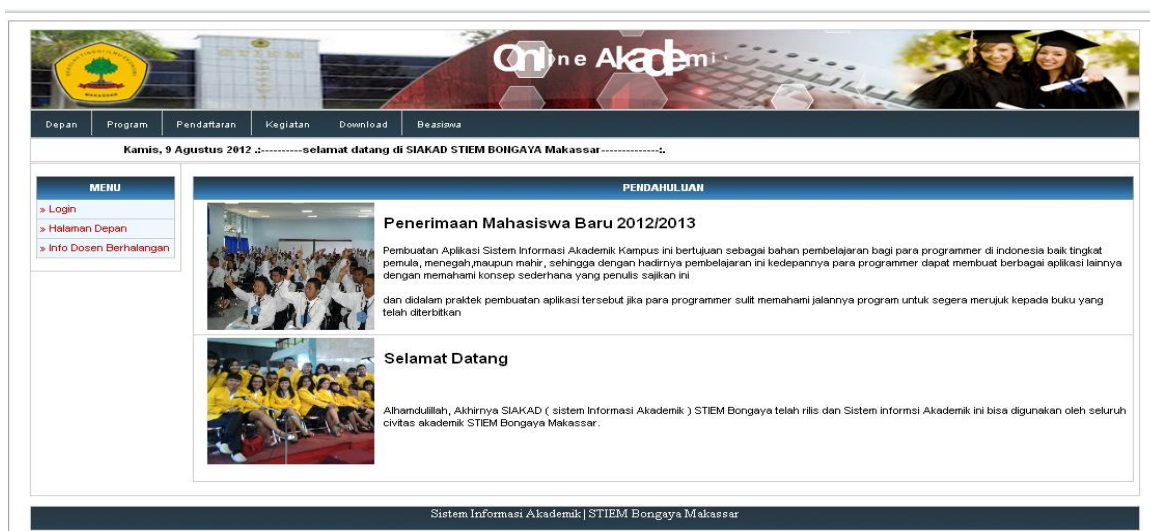 Online Akademi
Depan Program Pendaftaran Kegiatan Download Beasiswa
Kamis, 9 Agustus 2012 .:----------selamat datang di SIAKAD STIEM BONGAYA Makassar-------------:.
MENU
» Login
» Halaman Depan
» Info Dosen Berhalangan
PENDAHULUAN
Penerimaan Mahasiswa Baru 2012/2013
Pembuatan Aplikasi Sistem Informasi Akademik Kampus ini bertujuan sebagai bahan pembelajaran bagi para programmer di indonesia baik tingkat
pemula, menegah,maupun mahir, sehingga dengan hadirnya pembelajaran ini kedepannya para programmer dapat membuat berbagai aplikasi lainnya
dengan memahami konsep sederhana yang penulis sajikan ini
dan didalam praktek pembuatan aplikasi tersebut jika para programmer sulit memahami jalannya program untuk segera merujuk kepada buku yang
telah diterbitkan
Selamat Datang
Alhamdulillah, Akhirnya SIAKAD ( sistem Informasi Akademik ) STIEM Bongaya telah rilis dan Sistem informsi Akademik ini bisa digunakan oleh seluruh
civitas akademik STIEM Bongaya Makassar.
Sistem Informasi Akademik | STIEM Bongaya Makassar